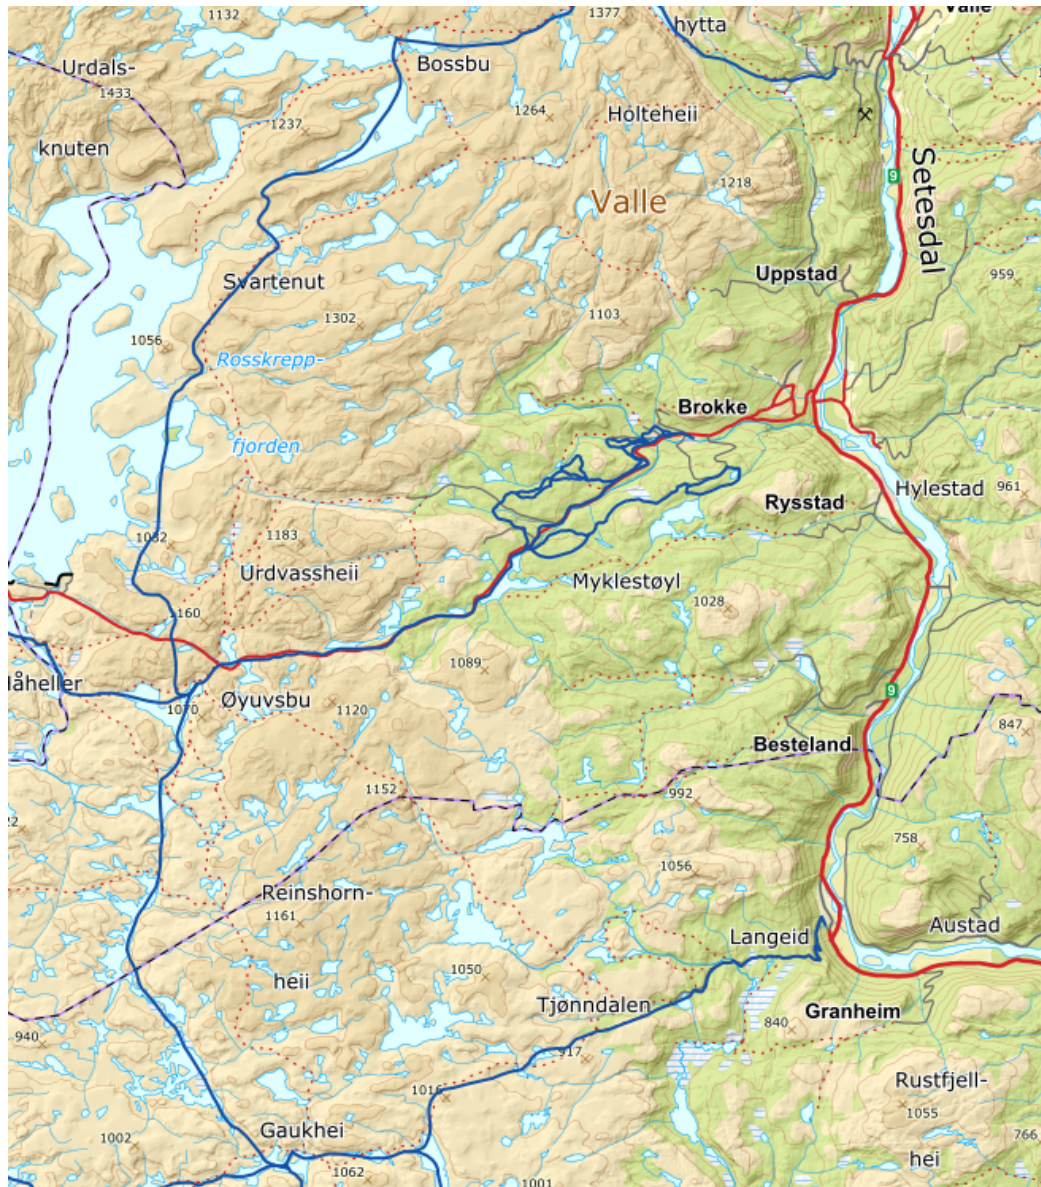 1132
1377
hytta
Valle
Urdals-
Bossbu
1433
1264
Holteheii
1237
knuten
Setesdal
9
1218
Valle
Uppstad
959
Svartenut
1302
1103
1056
Rosskrepp-
Brokke
fjorden
Hylestad
961
Rysstad
1032
1183
Urdvassheii
Myklestøyl
1028
160
1089
åheller
Øyuvsbu
1070
1120
9
847
Besteland
1152
992
22
758
1056
Reinshorn-
1161
Austad
Langeid
heii
1050
Tjønndalen
Granheim
940
840
917
Rustfjell-
1016
1055
Gaukhei
1002
766
hei
1062
1001